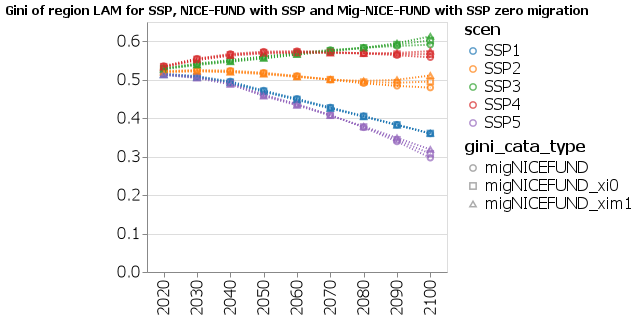 Gini of region LAM for SSP, NICE-FUND with SSP and Mig-NICE-FUND with SSP zero migration
0.6
0.5
0.4
0.3
0.2
0.1
0.0
2020
2030
2040
2050
2060
2070
2080
2090
2100
scen
SSP1
SSP2
SSP3
SSP4
SSP5
gini_cata_type
migNICEFUND
migNICEFUND_xi0
migNICEFUND_xim1